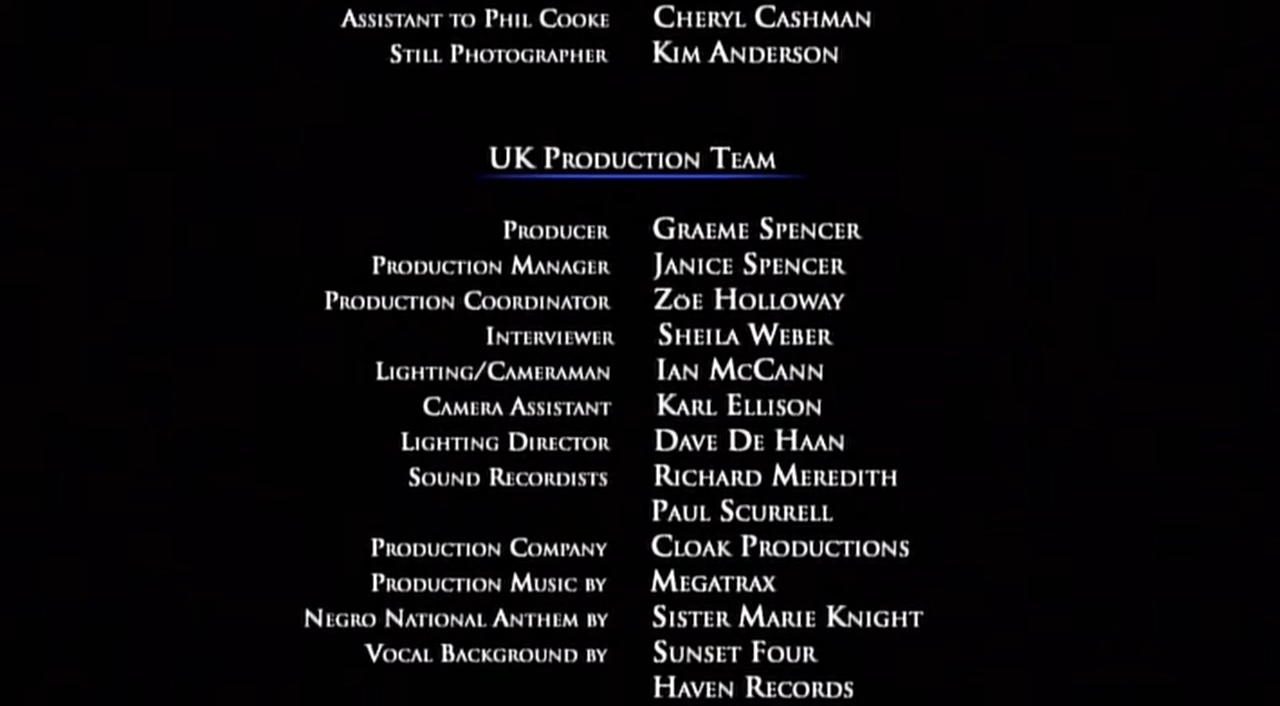 Assistant to Phil Cooke Cheryl Cashman
Still Photographer Kim Anderson
UK Production Team
Producer Graeme Spencer
Production Manager Janice Spencer
Production Coordinator Zöe Holloway
Interviewer Sheila Weber
Lighting/Cameraman Ian McCann
Camera Assistant Karl Ellison
Lighting Director Dave De Haan
Sound Recordists Richard Meredith
Paul Scurrell
Production Company Cloak Productions
Production Music by Megatrax
Negro National Anthem by Sister Marie Knight
Vocal Background by Sunset Four
Haven Records